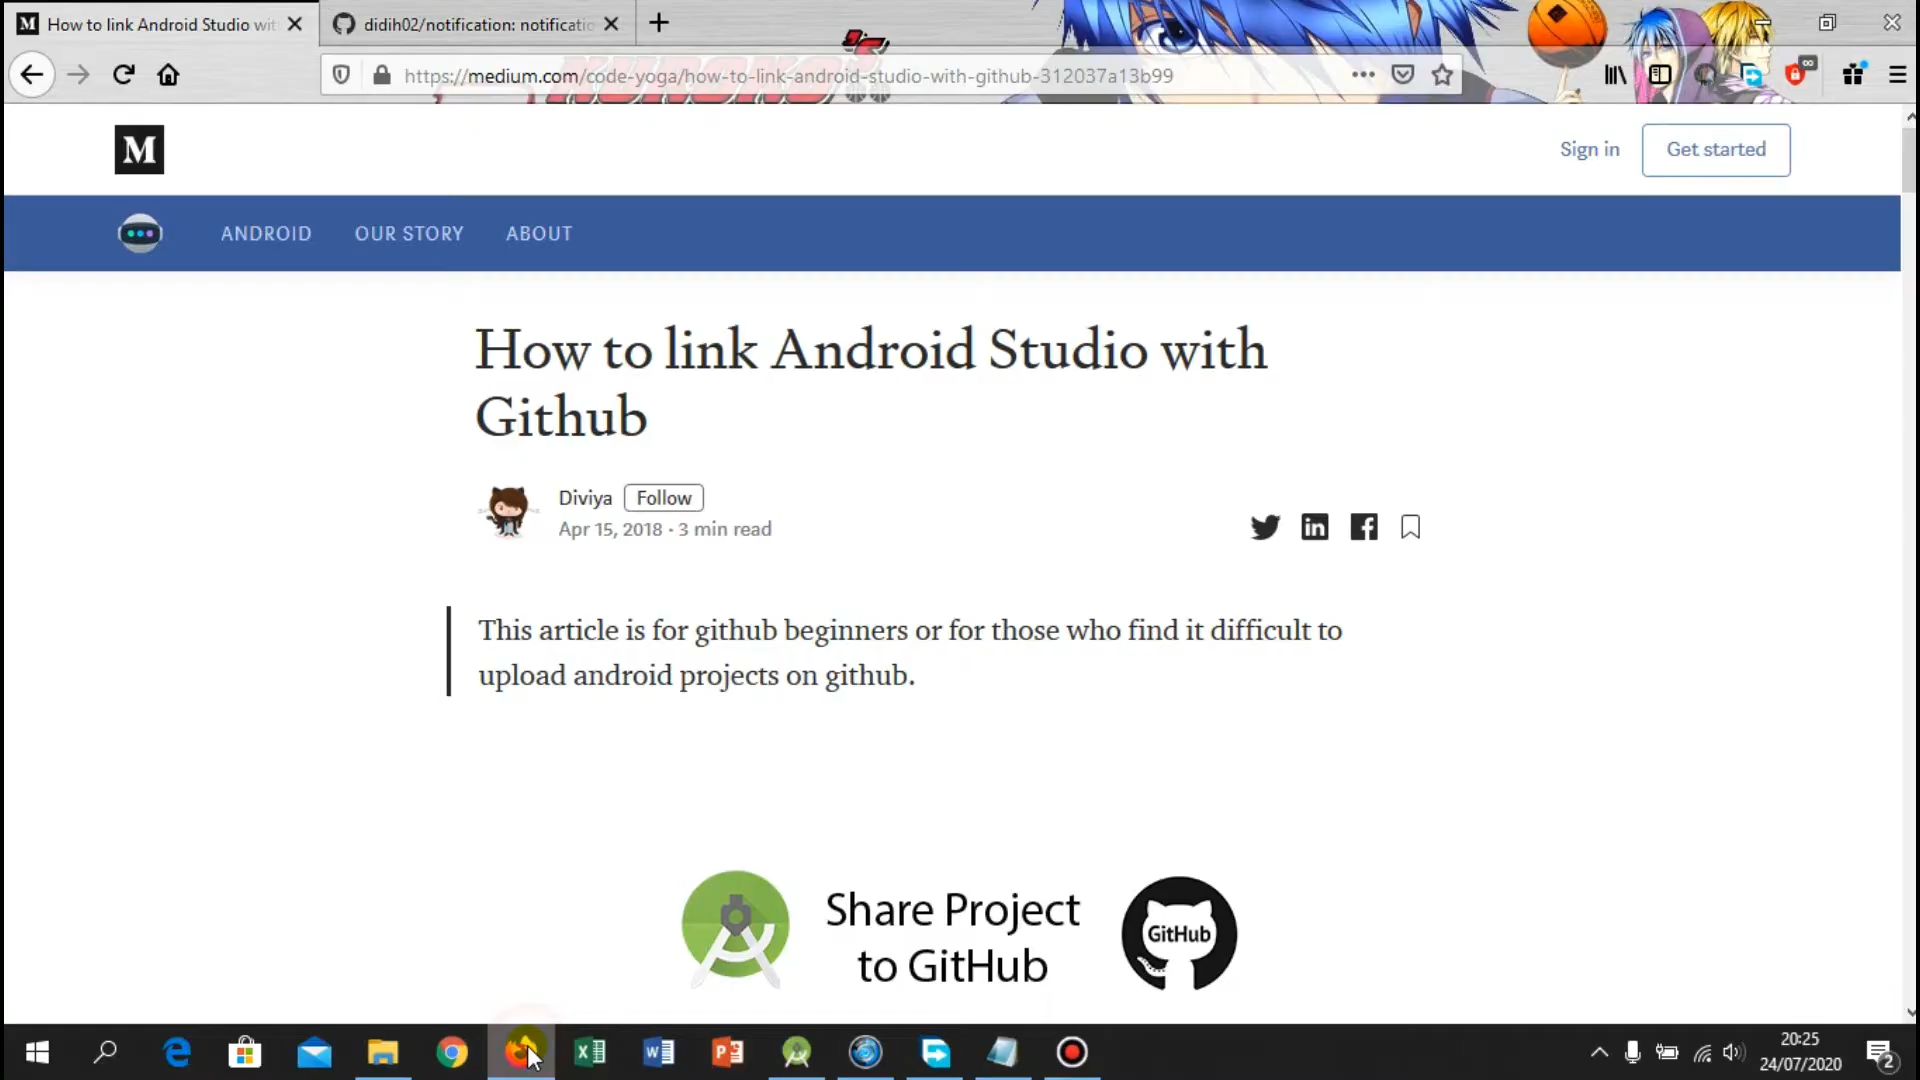 How to link Android Studio wit
didih02/notification: notificatio
https://medium.com/code-yoga/how-to-link-android-studio-with-github-312037a13b99
M
Sign in
Get started
ANDROID
OUR STORY
ABOUT
How to link Android Studio with
Github
Diviya
Follow
Apr 15, 2018 · 3 min read
This article is for github beginners or for those who find it difficult to
upload android projects on github.
Share Project
to GitHub
GitHub
20:25
24/07/2020
2